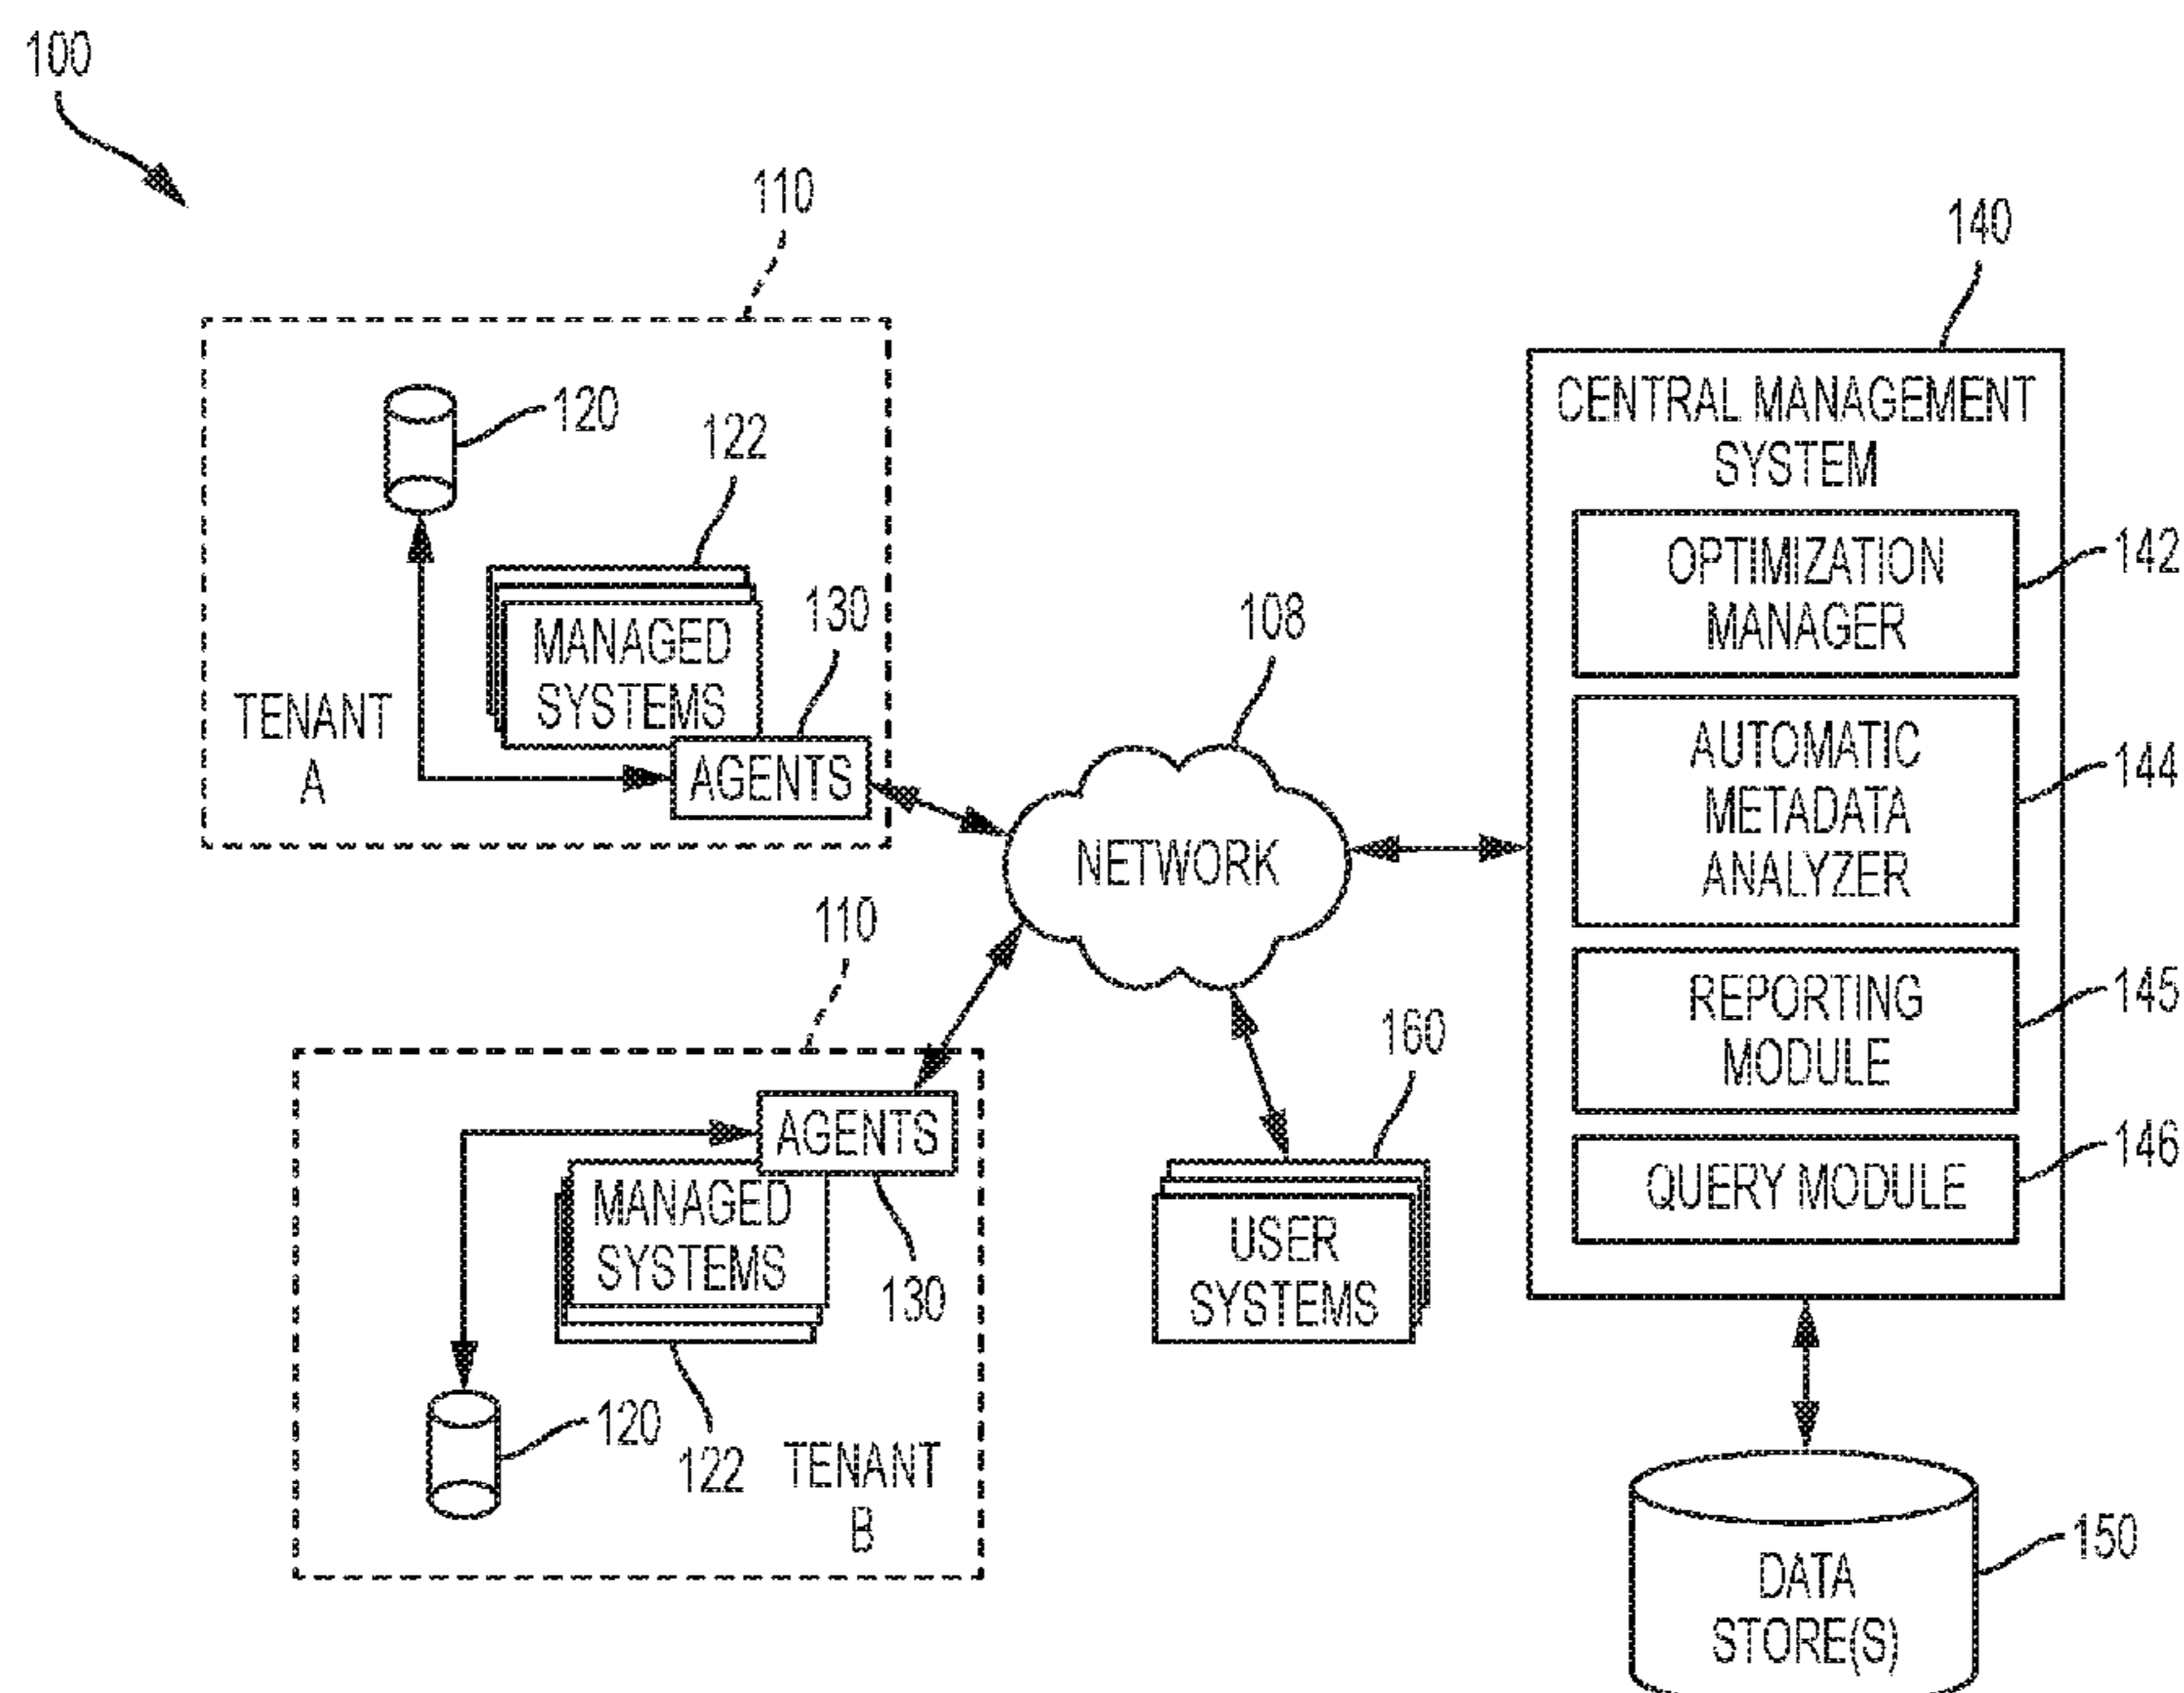 100
110
140
120
122
CENTRAL MANAGEMENT
SYSTEM
OPTIMIZATION
MANAGER
142
130
108
MANAGED
SYSTEMS
TENANT
A
AGENTS
AUTOMATIC
METADATA
ANALYZER
144
NETWORK
110
REPORTING
MODULE
145
160
AGENTS
QUERY MODULE
146
MANAGED
SYSTEMS
130
USER
SYSTEMS
120
122
TENANT
B
150
DATA
STORE(S)